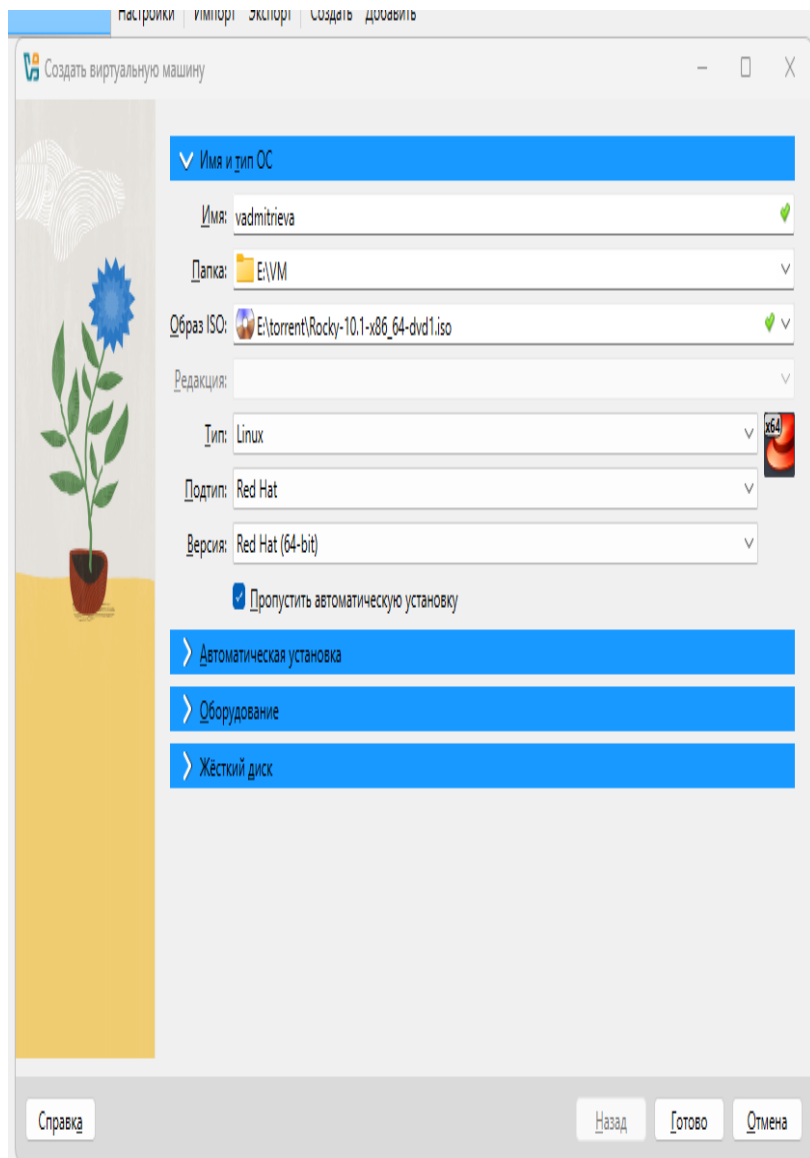 Настройки Импорт Экспорт Создать Добавить
Создать виртуальную машину
Имя и тип ОС
Имя: vadmitrieva
Папка: E:\VM
Образ ISO: E:\torrent\Rocky-10.1-x86_64-dvd1.iso
Редакция:
Тип: Linux
x64
Подтип: Red Hat
Версия: Red Hat (64-bit)
Пропустить автоматическую установку
Автоматическая установка
Оборудование
Жёсткий диск
Справка Назад Готово Отмена